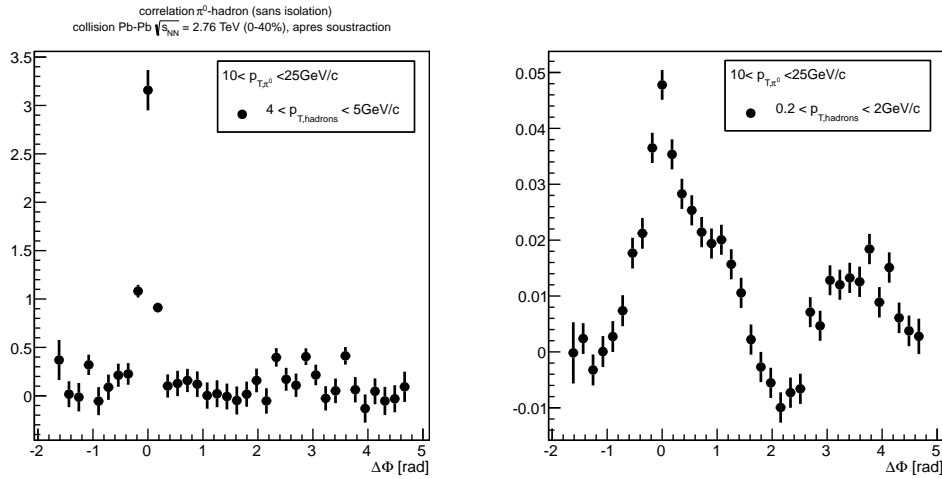 correlation π⁰-hadron (sans isolation)
collision Pb-Pb √s_NN = 2.76 TeV (0-40%), apres soustraction
10< p_T,π⁰ <25GeV/c
4 < p_T,hadrons < 5GeV/c
3.5
3
2.5
2
1.5
1
0.5
0
-2 -1 0 1 2 3 4 5
ΔΦ [rad]
10< p_T,π⁰ <25GeV/c
0.2 < p_T,hadrons < 2GeV/c
0.05
0.04
0.03
0.02
0.01
0
-0.01
-2 -1 0 1 2 3 4 5
ΔΦ [rad]